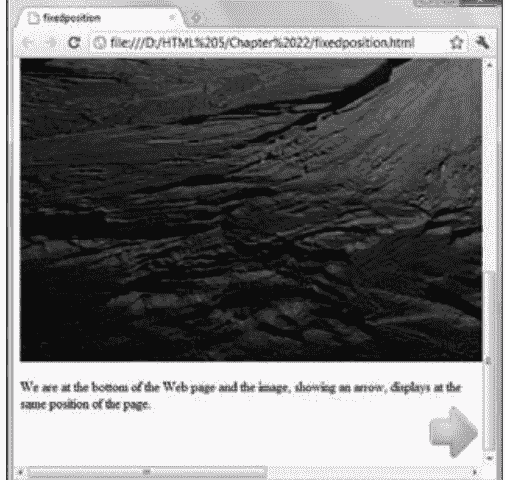 fixedposition
file:///D:/HTML%205/Chapter%2022/fixedposition.html
We are at the bottom of the Web page and the image, showing an arrow, displays at the
same position of the page.